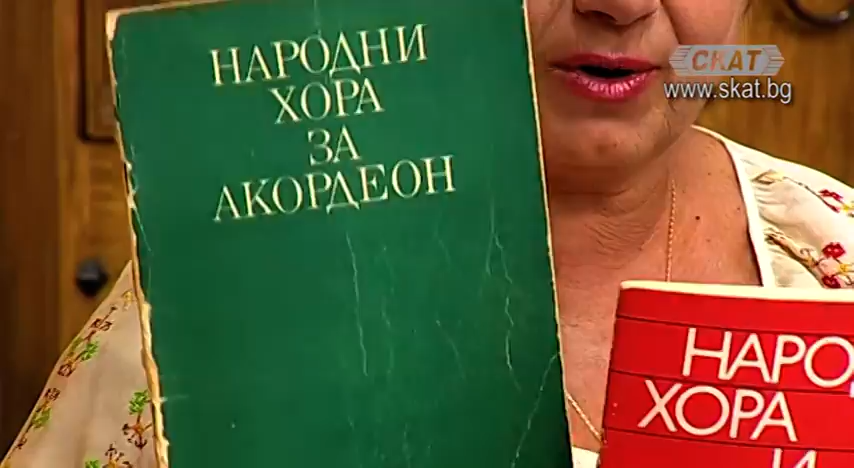 НАРОДНИ
ХОРА
ЗА
АКОРДЕОН
СКАТ
www.skat.bg
ХОРА
И